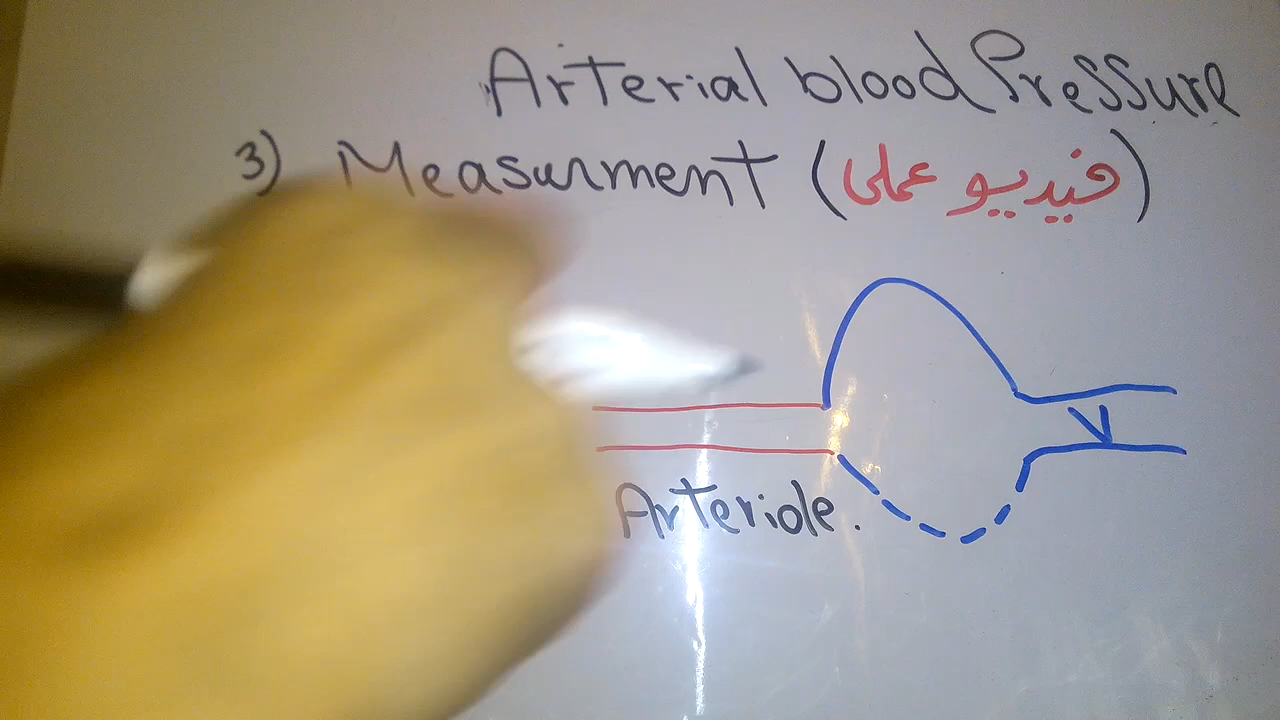 Arterial blood Pressure
3) Measurment (فيديو عملى)
V
Arteriole.